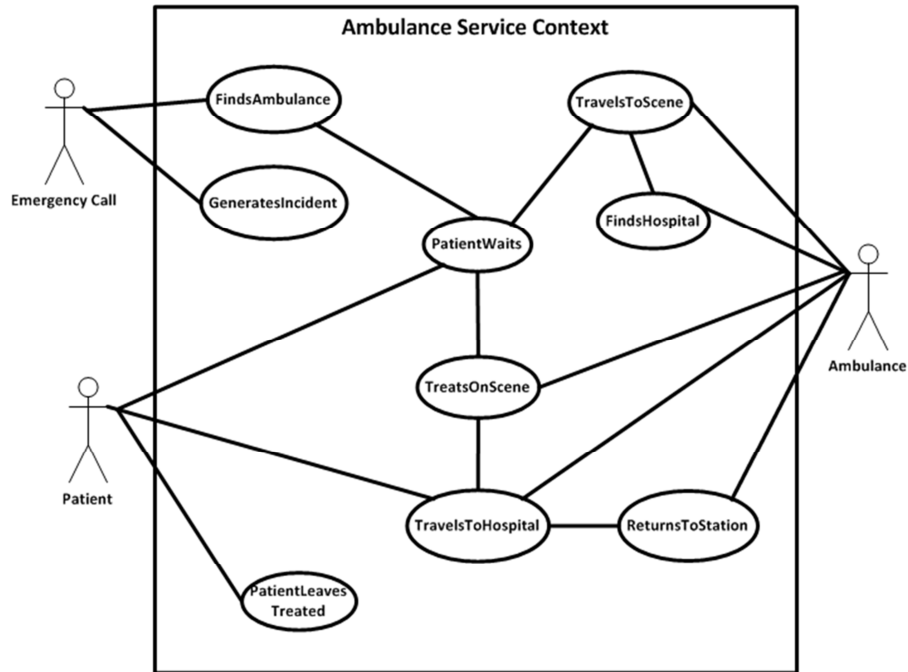 Ambulance Service Context
FindsAmbulance
TravelsToScene
Emergency Call
GeneratesIncident
FindsHospital
PatientWaits
Ambulance
TreatsOnScene
Patient
TravelsToHospital
ReturnsToStation
PatientLeaves
Treated